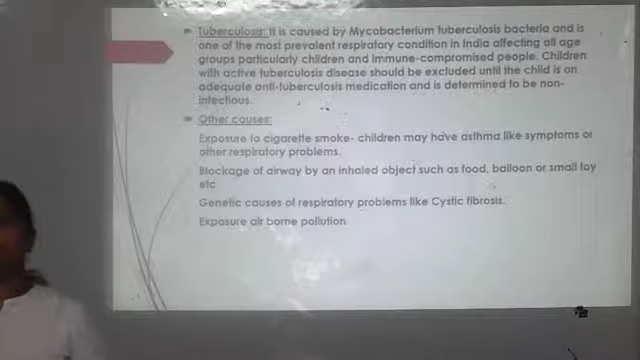 Tuberculosis: It is caused by Mycobacterium tuberculosis bacteria and is
one of the most prevalent respiratory condition in India affecting all age
groups particularly children and immune-compromised people. Children
with active tuberculosis disease should be excluded until the child is on
adequate anti-tuberculosis medication and is determined to be non-
infectious
Other causes:
Exposure to cigarette smoke- children may have asthma like symptoms or
other respiratory problems.
Blockage of airway by an inhaled object such as food, balloon or small toy
etc
Genetic causes of respiratory problems like Cystic fibrosis.
Exposure air borne pollution